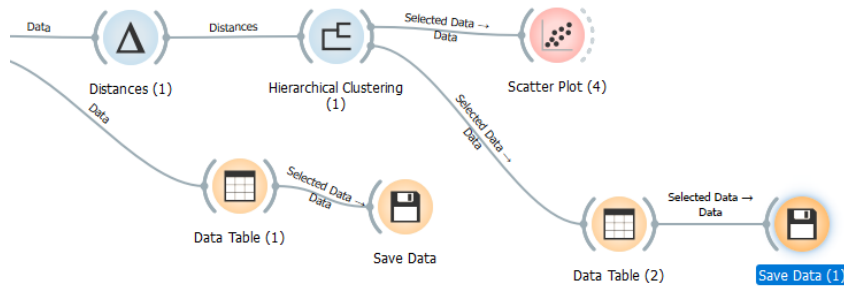 Data
Distances
Selected Data →
Data
Distances (1)
Hierarchical Clustering
(1)
Scatter Plot (4)
Data
Selected Data →
Data
Selected Data →
Data
Selected Data →
Data
Data Table (1)
Save Data
Data Table (2)
Save Data (1)